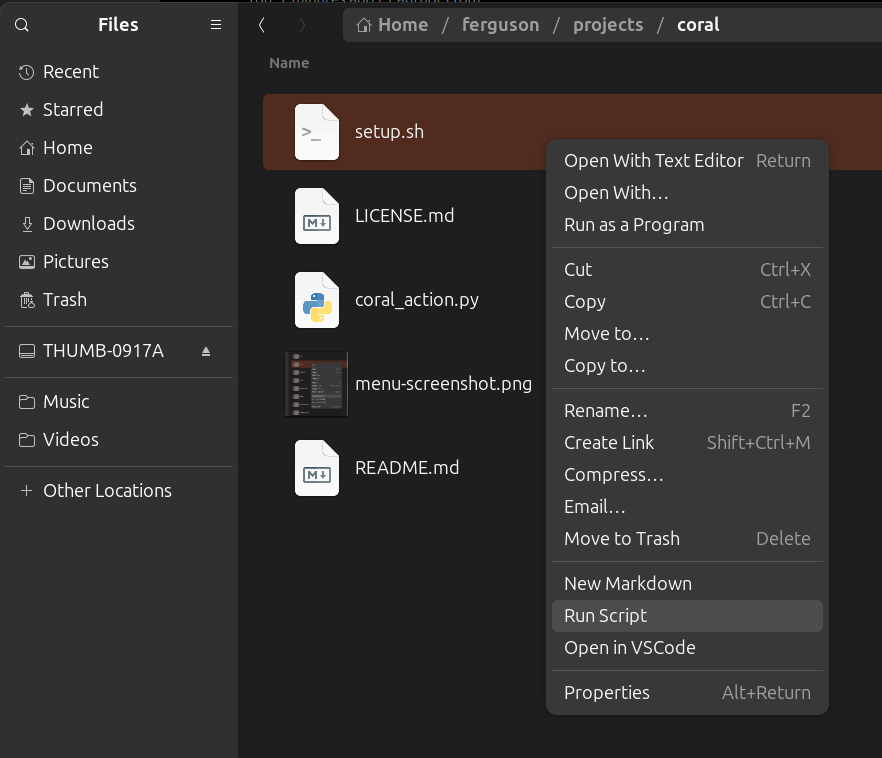 Files
Home / ferguson / projects / coral
Recent
Starred
Home
Documents
Downloads
Pictures
Trash
THUMB-0917A
Music
Videos
Other Locations
Name
>_
setup.sh
M
LICENSE.md
coral_action.py
menu-screenshot.png
M
README.md
Open With Text Editor Return
Open With…
Run as a Program
Cut Ctrl+X
Copy Ctrl+C
Move to…
Copy to…
Rename… F2
Create Link Shift+Ctrl+M
Compress…
Email…
Move to Trash Delete
New Markdown
Run Script
Open in VSCode
Properties Alt+Return